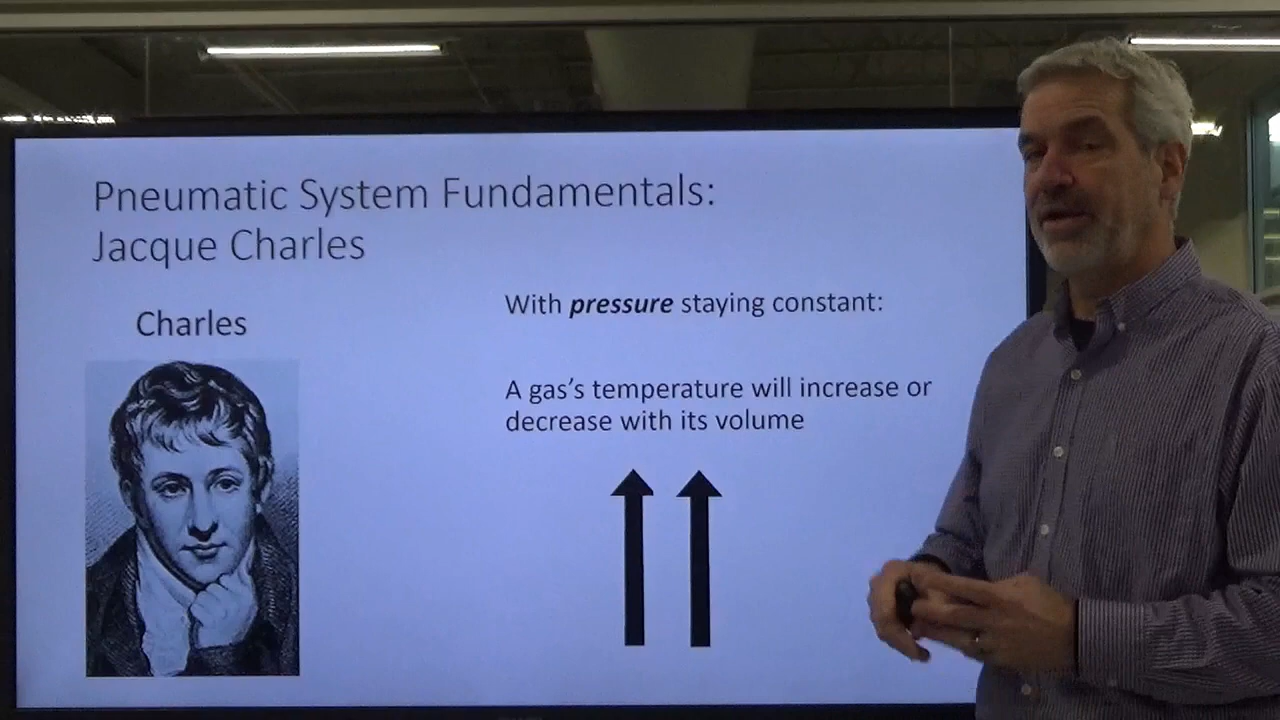 Pneumatic System Fundamentals:
Jacque Charles
Charles
With pressure staying constant:
A gas's temperature will increase or
decrease with its volume